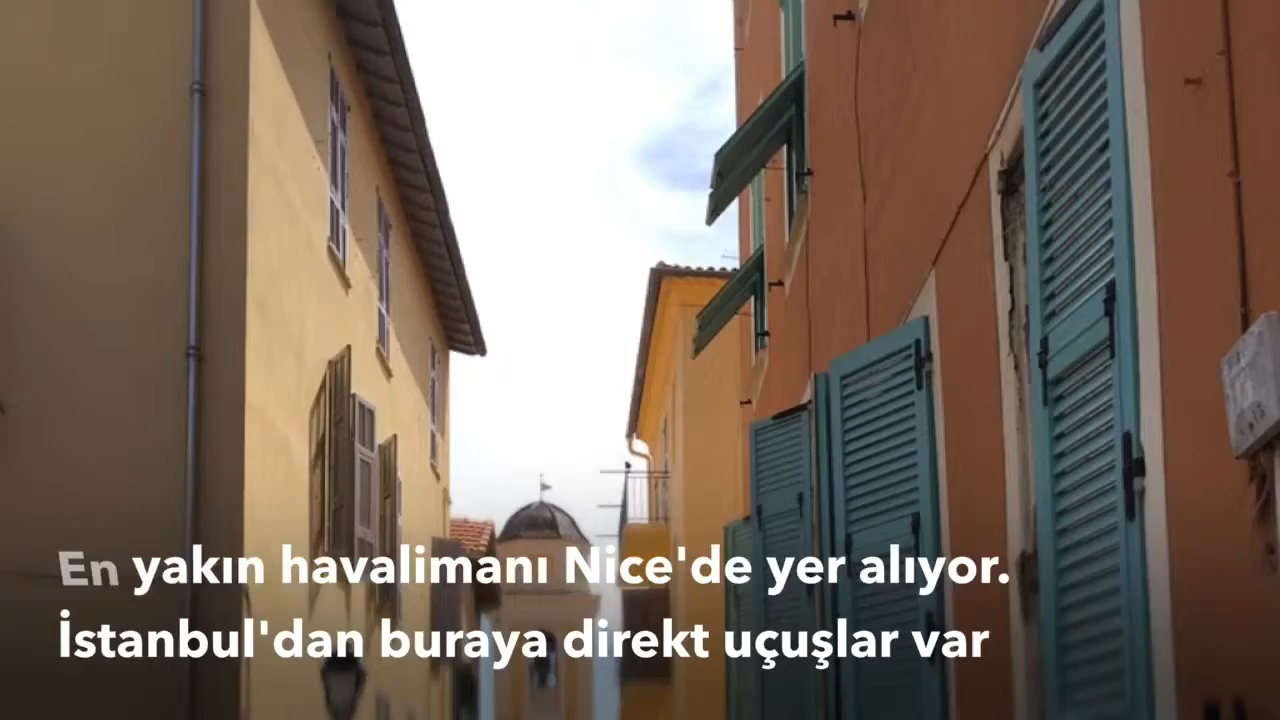 En yakın havalimanı Nice'de yer alıyor.
İstanbul'dan buraya direkt uçuşlar var